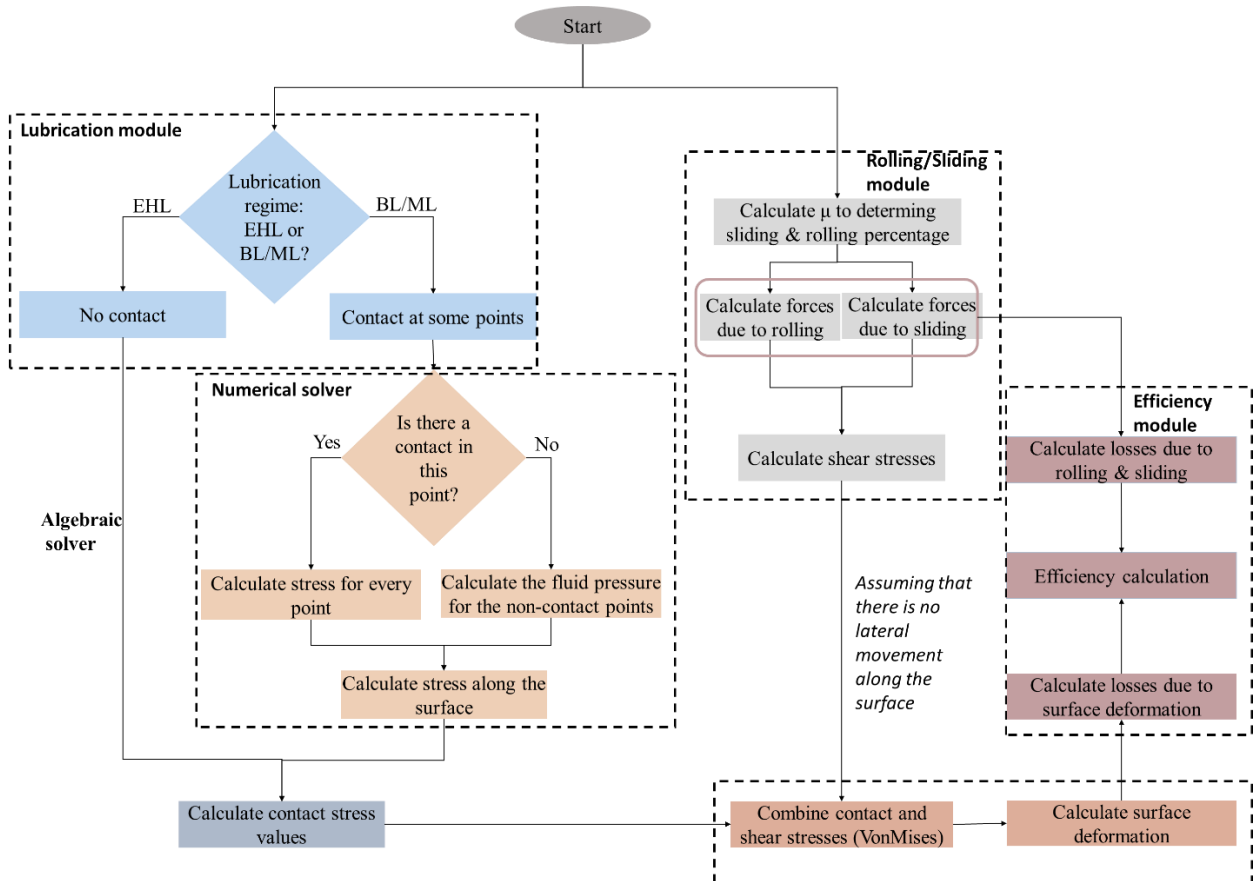 Start
Lubrication module
Lubrication
regime:
EHL or
BL/ML?
EHL
BL/ML
No contact
Contact at some points
Numerical solver
Is there a
contact in
this
point?
Yes
No
Algebraic
solver
Calculate stress for every
point
Calculate the fluid pressure
for the non-contact points
Calculate stress along the
surface
Calculate contact stress
values
Rolling/Sliding
module
Calculate μ to determing
sliding & rolling percentage
Calculate forces
due to rolling
Calculate forces
due to sliding
Calculate shear stresses
Assuming that
there is no
lateral
movement
along the
surface
Efficiency
module
Calculate losses due to
rolling & sliding
Efficiency calculation
Calculate losses due to
surface deformation
Combine contact and
shear stresses (VonMises)
Calculate surface
deformation